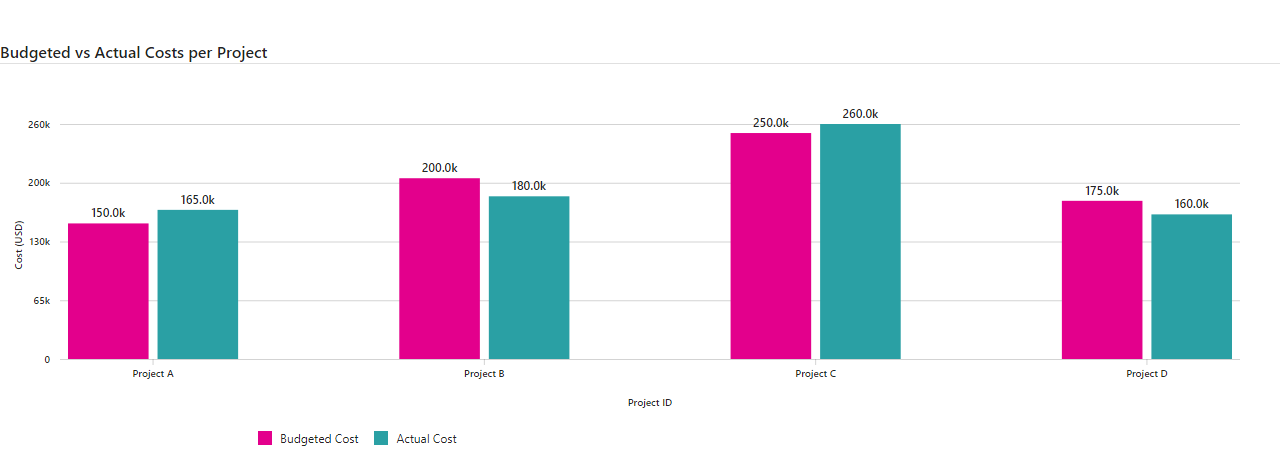 Budgeted vs Actual Costs per Project
260k
200k
130k
65k
0
Cost (USD)
150.0k
165.0k
200.0k
180.0k
250.0k
260.0k
175.0k
160.0k
Project A
Project B
Project C
Project D
Project ID
Budgeted Cost
Actual Cost